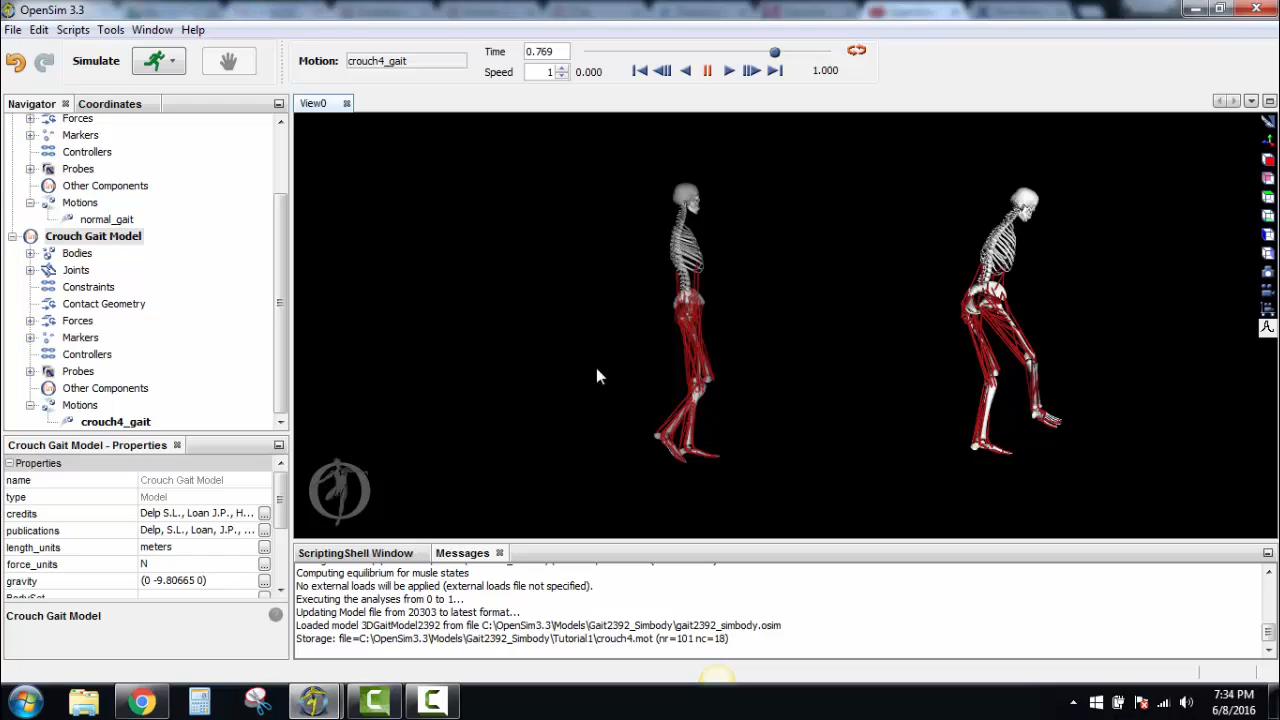 OpenSim 3.3
File Edit Scripts Tools Window Help
Simulate
Motion: crouch4_gait
Time 0.769
Speed 1 0.000 1.000
Navigator Coordinates
View0
Forces
Markers
Controllers
Probes
Other Components
Motions
normal_gait
Crouch Gait Model
Bodies
Joints
Constraints
Contact Geometry
Forces
Markers
Controllers
Probes
Other Components
Motions
crouch4_gait
Crouch Gait Model - Properties
Properties
name Crouch Gait Model
type Model
credits Delp S.L., Loan J.P., H... ...
publications Delp, S.L., Loan, J.P., ... ...
length_units meters ...
force_units N ...
gravity (0 -9.80665 0) ...
Crouch Gait Model
ScriptingShell Window Messages
Computing equilibrium for musle states
No external loads will be applied (external loads file not specified).
Executing the analyses from 0 to 1...
Updating Model file from 20303 to latest format...
Loaded model 3DGaitModel2392 from file C:\OpenSim3.3\Models\Gait2392_Simbody\gait2392_simbody.osim
Storage: file=C:\OpenSim3.3\Models\Gait2392_Simbody\Tutorial1\crouch4.mot (nr=101 nc=18)
7:34 PM
6/8/2016